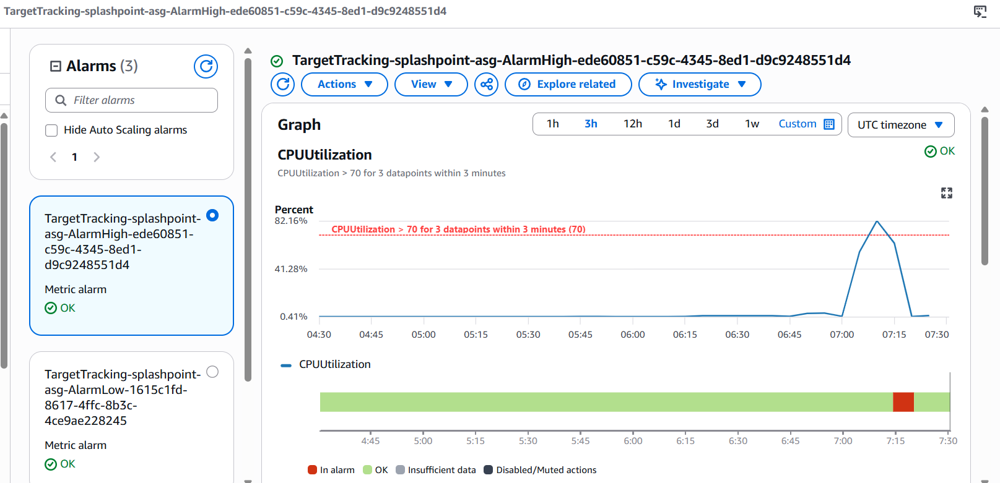 TargetTracking-splashpoint-asg-AlarmHigh-ede60851-c59c-4345-8ed1-d9c9248551d4
Alarms (3)
Filter alarms
Hide Auto Scaling alarms
1
TargetTracking-splashpoint-
asg-AlarmHigh-ede60851-
c59c-4345-8ed1-
d9c9248551d4
Metric alarm
OK
TargetTracking-splashpoint-
asg-AlarmLow-1615c1fd-
8617-4ffc-8b3c-
4ce9ae228245
Metric alarm
OK
TargetTracking-splashpoint-asg-AlarmHigh-ede60851-c59c-4345-8ed1-d9c9248551d4
Actions View Explore related Investigate
Graph
1h 3h 12h 1d 3d 1w Custom UTC timezone
CPUUtilization
OK
CPUUtilization > 70 for 3 datapoints within 3 minutes
Percent
82.16%
CPUUtilization > 70 for 3 datapoints within 3 minutes (70)
41.28%
0.41%
04:30 04:45 05:00 05:15 05:30 05:45 06:00 06:15 06:30 06:45 07:00 07:15 07:30
CPUUtilization
4:45 5:00 5:15 5:30 5:45 6:00 6:15 6:30 6:45 7:00 7:15 7:30
In alarm OK Insufficient data Disabled/Muted actions